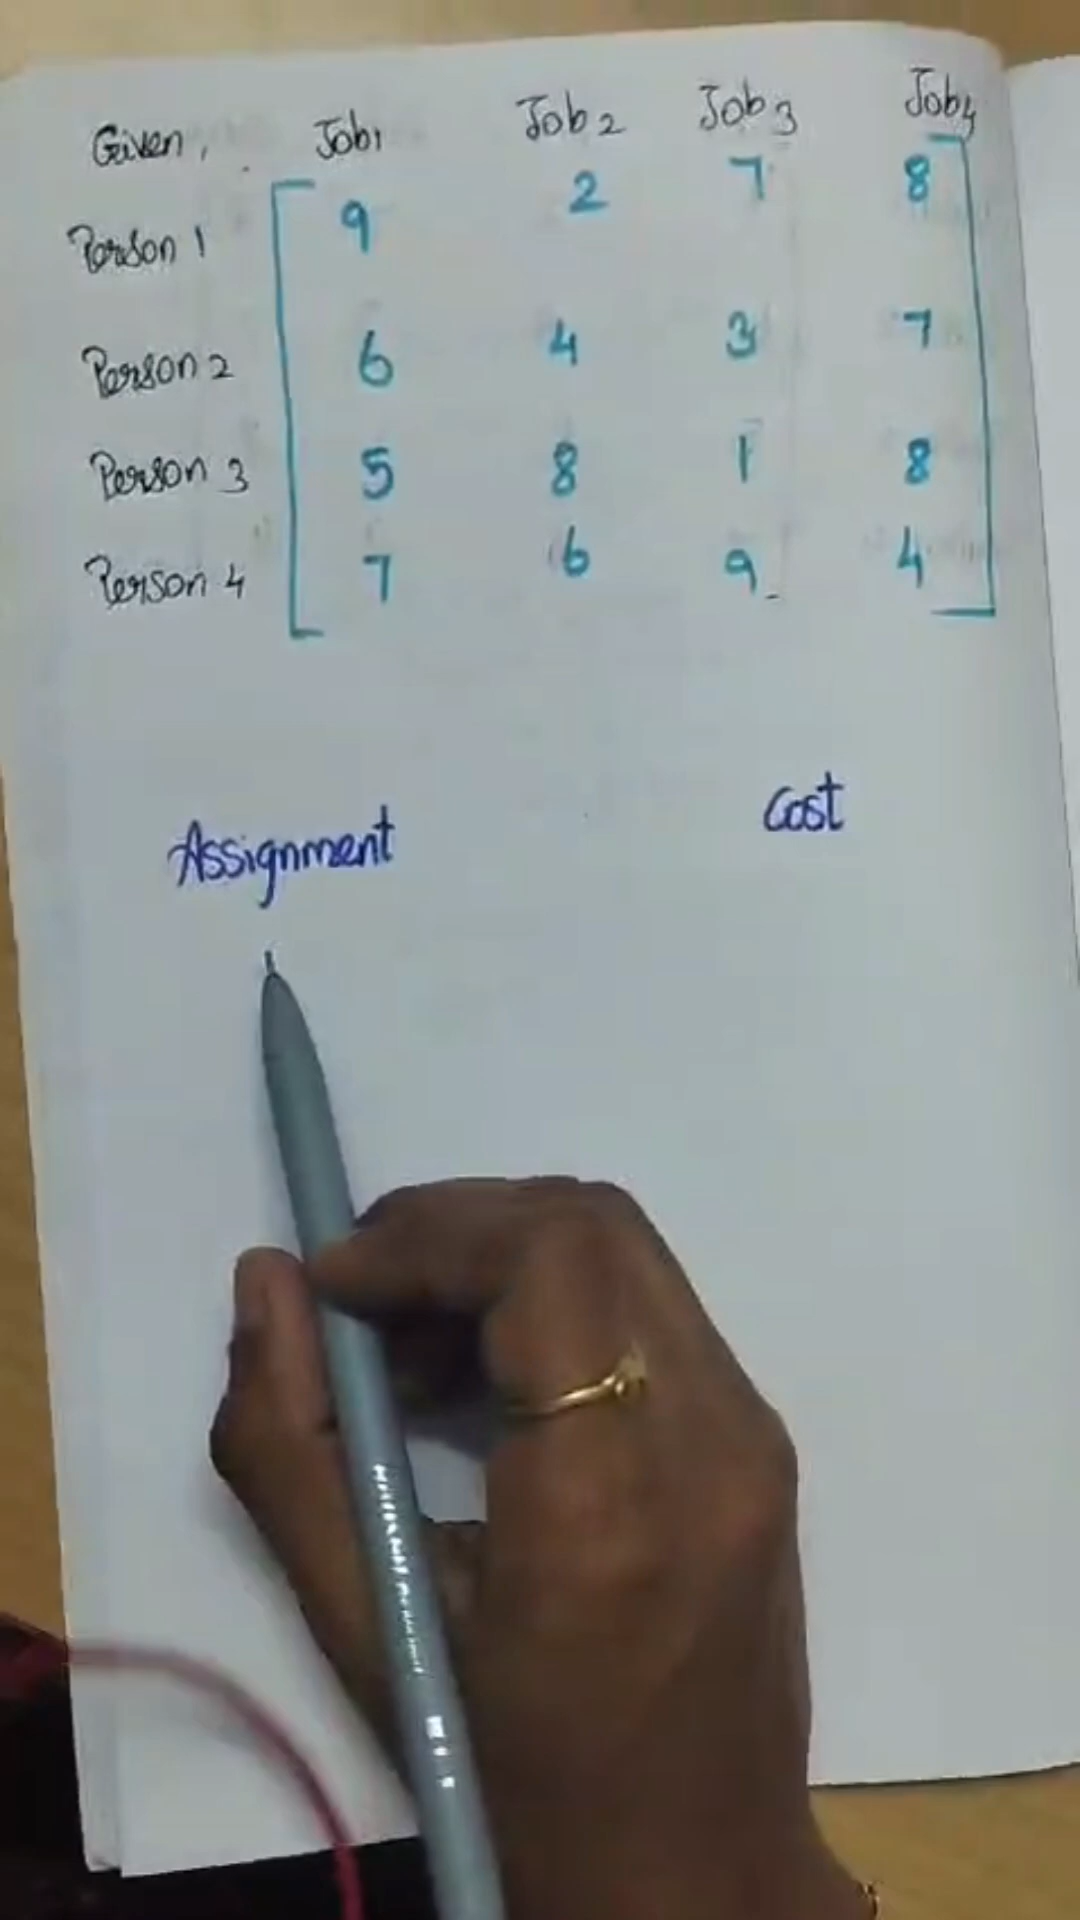 Given, Job1 Job2 Job3 Job4
Person 1 9 2 7 8
Person 2 6 4 3 7
Person 3 5 8 1 8
Person 4 7 6 9 4
Assignment Cost